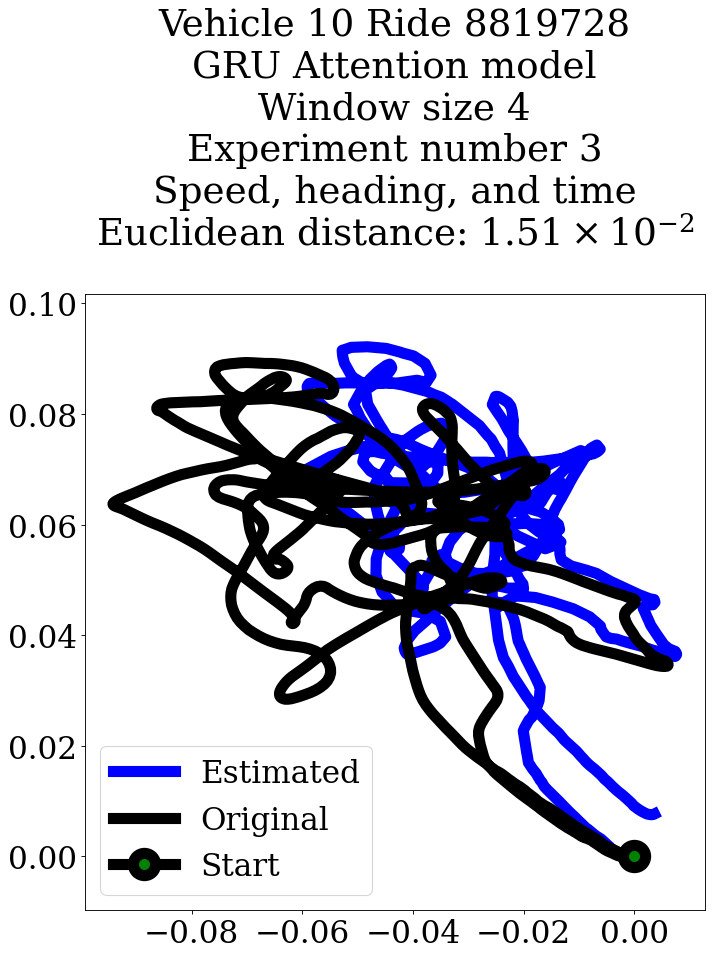 Vehicle 10 Ride 8819728
GRU Attention model
Window size 4
Experiment number 3
Speed, heading, and time
Euclidean distance: 1.51 × 10⁻²
0.10
0.08
0.06
0.04
0.02
0.00
Estimated
Original
Start
−0.08 −0.06 −0.04 −0.02 0.00